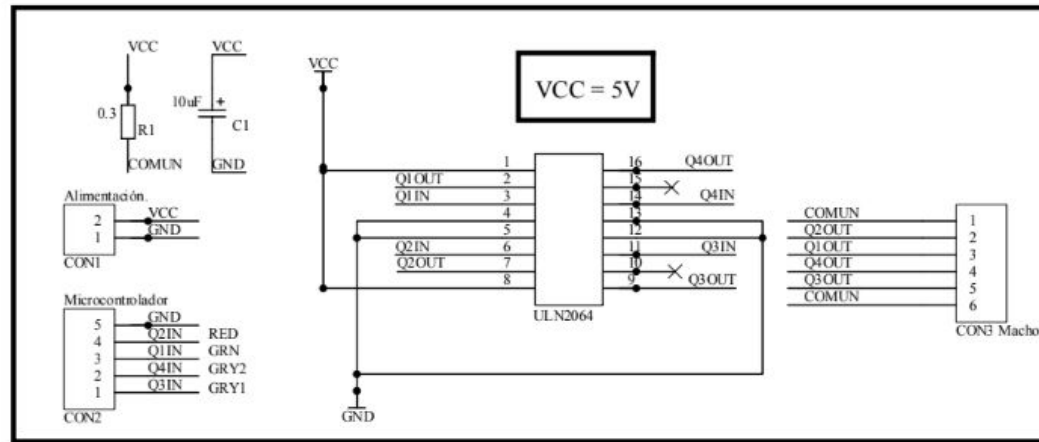 VCC
0.3
R1
COMUN
VCC
10uF
+
C1
GND
Alimentación.
2 VCC
1 GND
CON1
Microcontrolador
5 GND
4 Q2IN RED
3 Q1IN GRN
2 Q4IN GRY2
1 Q3IN GRY1
CON2
VCC
VCC = 5V
1 16 Q4OUT
Q1OUT 2 15
Q1IN 3 14 Q4IN
4 13
5 12
Q2IN 6 11 Q3IN
Q2OUT 7 10
8 9 Q3OUT
ULN2064
GND
COMUN 1
Q2OUT 2
Q1OUT 3
Q4OUT 4
Q3OUT 5
COMUN 6
CON3 Macho